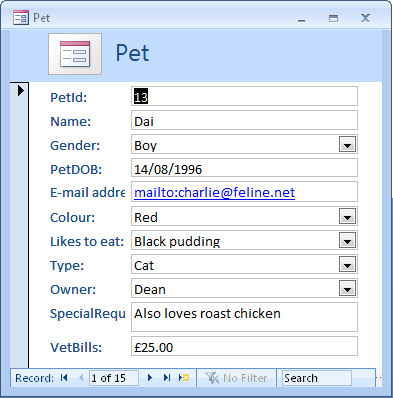 Pet
Pet
PetId: 13
Name: Dai
Gender: Boy
PetDOB: 14/08/1996
E-mail addre mailto:charlie@feline.net
Colour: Red
Likes to eat: Black pudding
Type: Cat
Owner: Dean
SpecialRequ Also loves roast chicken
VetBills: £25.00
Record: 1 of 15 No Filter Search